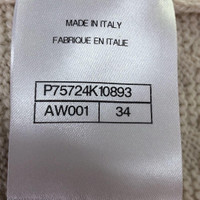 MADE IN ITALY
FABRIQUE EN ITALIE
P75724K10893
AW001 34